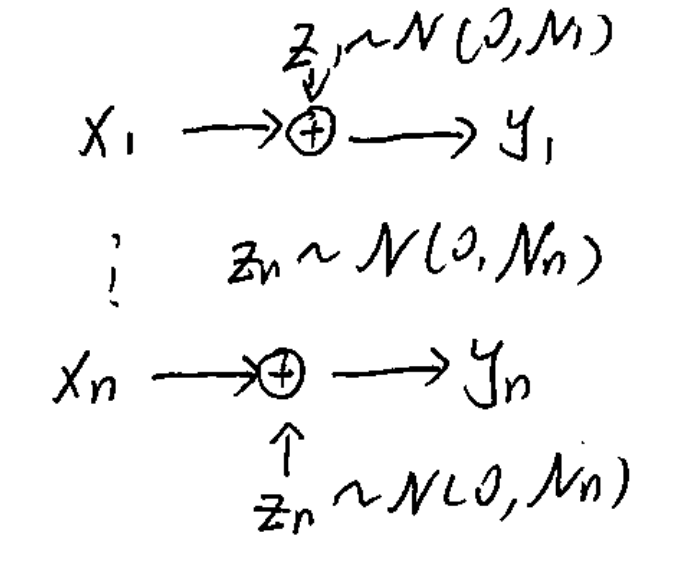 z₁ ~ N(0, N₁)
x₁ → ⊕ → y₁
⋮ zₙ ~ N(0, Nₙ)
xₙ → ⊕ → yₙ
↑
zₙ ~ N(0, Nₙ)